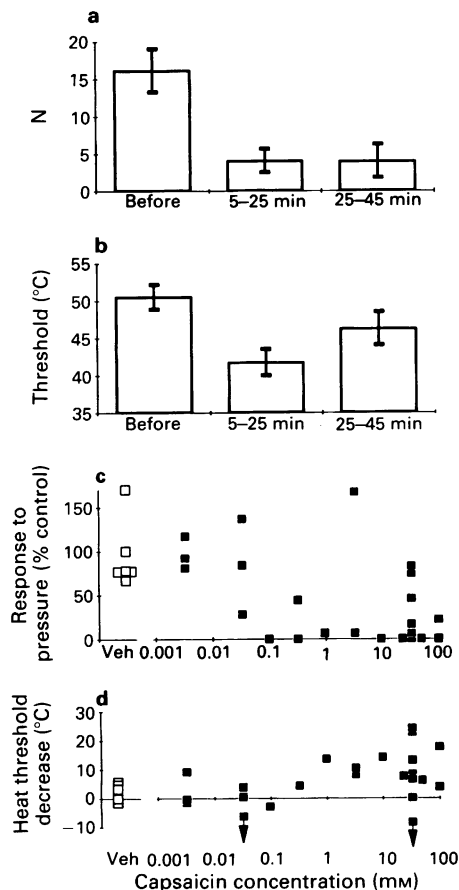 a
20
15
10
5
0
N
Before 5–25 min 25–45 min
b
55
50
45
40
35
Threshold (°C)
Before 5–25 min 25–45 min
c
150
100
50
0
Response to
pressure (% control)
Veh 0.001 0.01 0.1 1 10 100
d
30
20
10
0
−10
Heat threshold
decrease (°C)
Veh 0.001 0.01 0.1 1 10 100
Capsaicin concentration (mM)